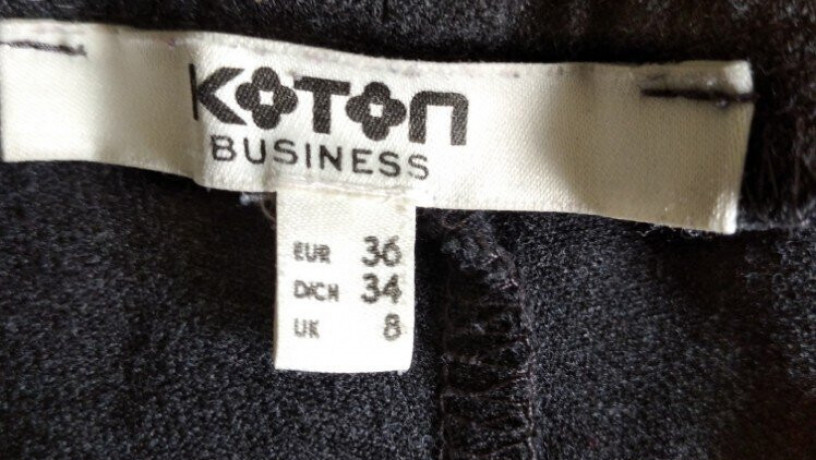 KOTON
BUSINESS
EUR 36
D/CH 34
UK 8